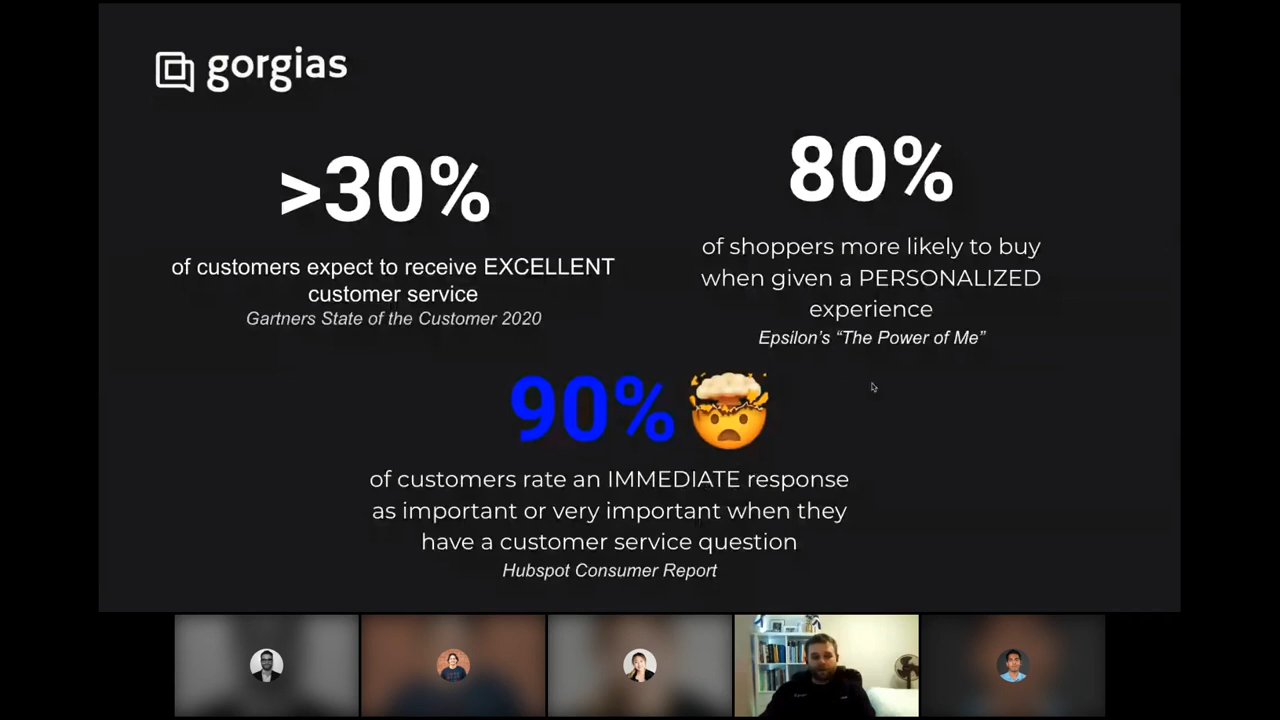 gorgias
>30%
of customers expect to receive EXCELLENT
customer service
Gartners State of the Customer 2020
80%
of shoppers more likely to buy
when given a PERSONALIZED
experience
Epsilon's “The Power of Me”
90%
of customers rate an IMMEDIATE response
as important or very important when they
have a customer service question
Hubspot Consumer Report